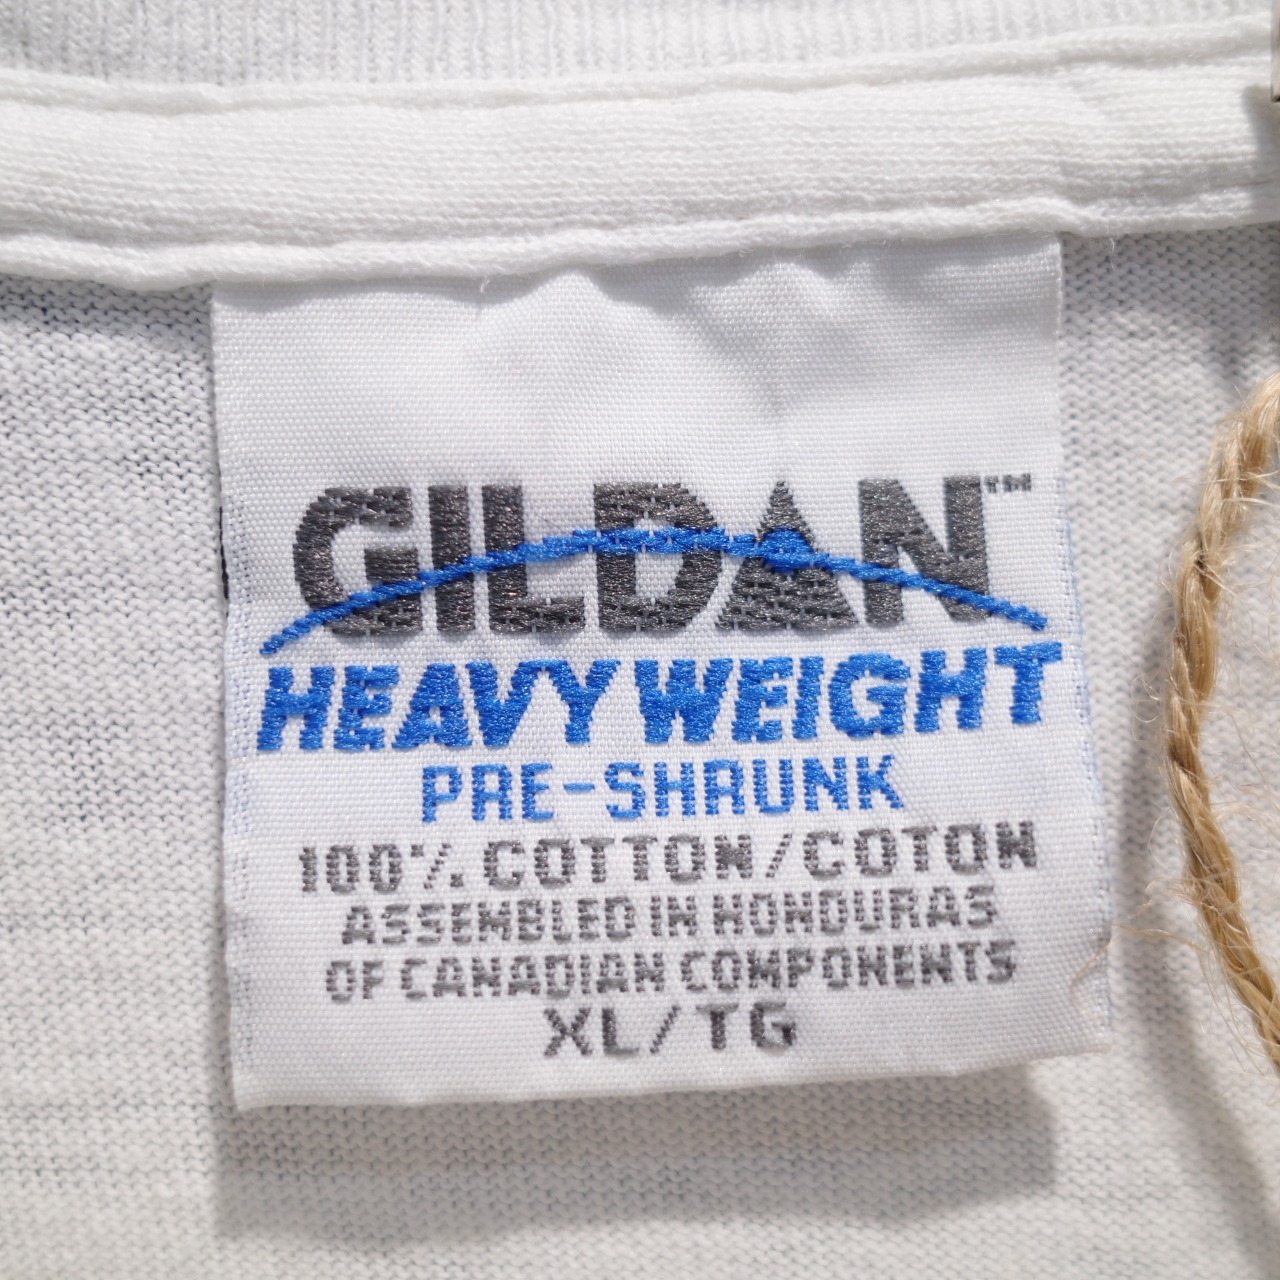 GILDAN™
HEAVY WEIGHT
PRE-SHRUNK
100% COTTON/COTON
ASSEMBLED IN HONDURAS
OF CANADIAN COMPONENTS
XL/TG